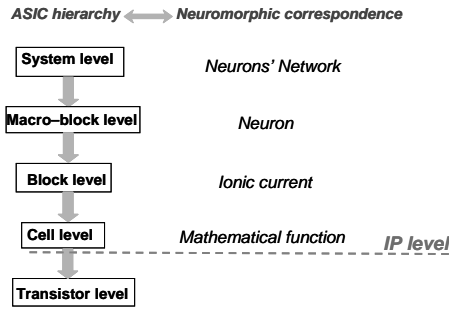 ASIC hierarchy Neuromorphic correspondence
System level Neurons' Network
Macro–block level Neuron
Block level Ionic current
Cell level Mathematical function
IP level
Transistor level